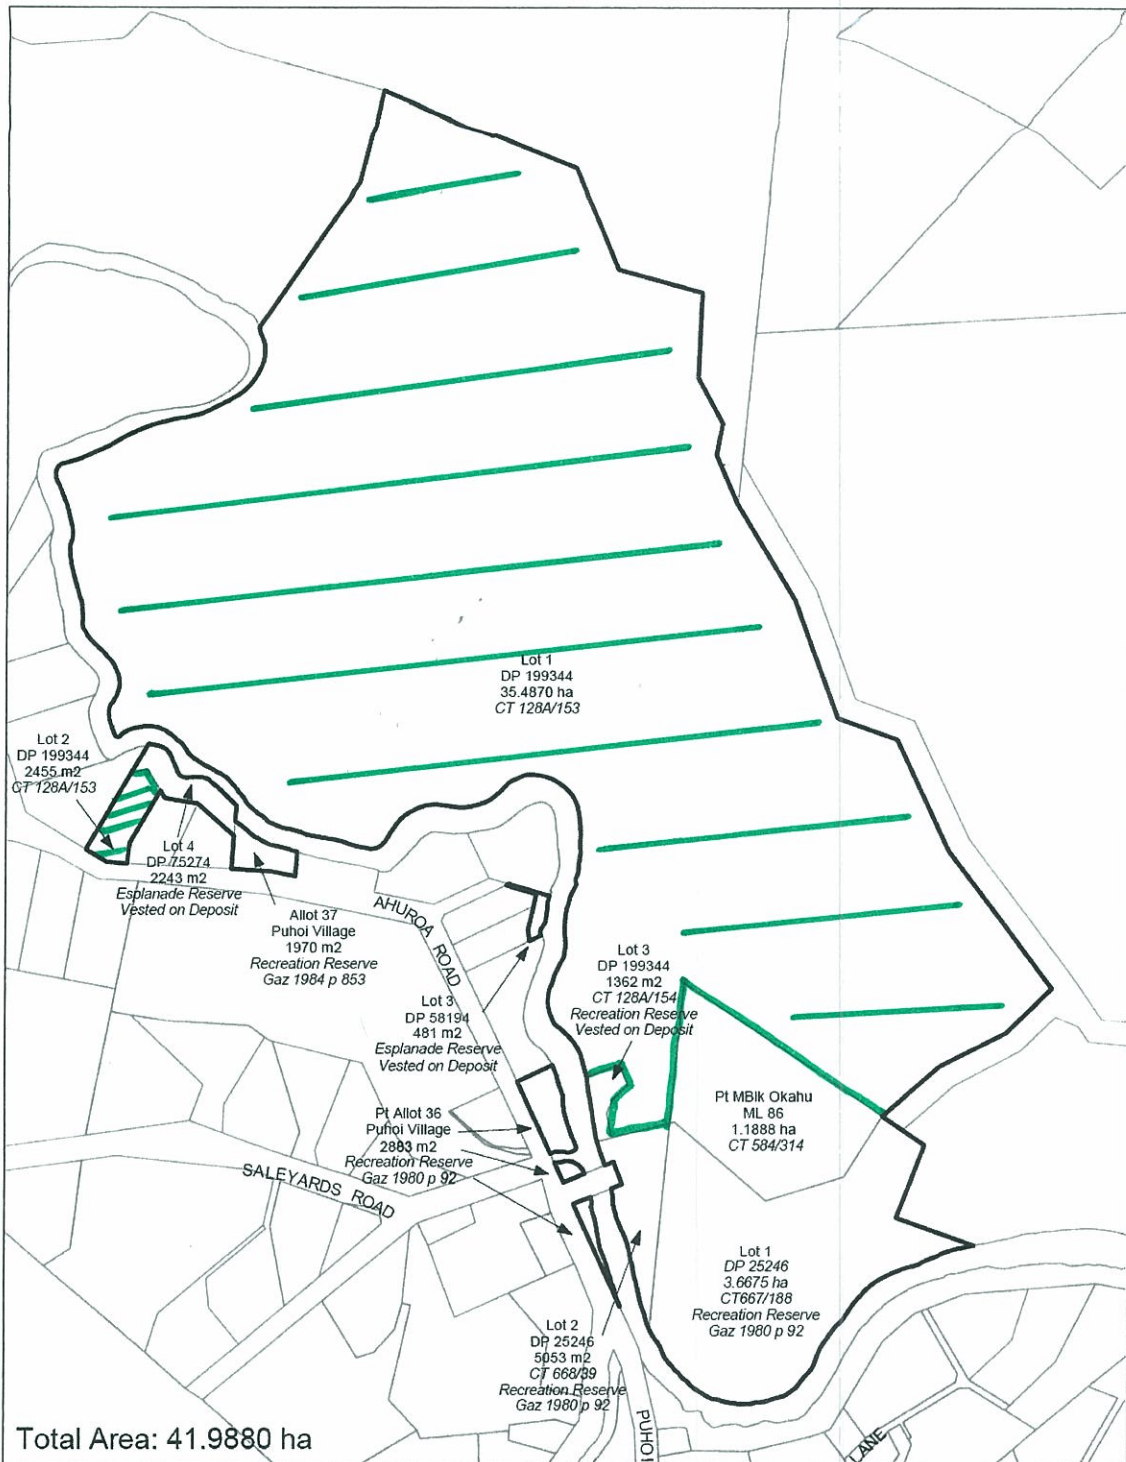 Lot 1
DP 199344
35.4870 ha
CT 128A/153
Lot 2
DP 199344
2455 m2
CT 128A/153
Lot 4
DP 75274
2243 m2
Esplanade Reserve
Vested on Deposit
Allot 37
Puhoi Village
1970 m2
Recreation Reserve
Gaz 1984 p 853
AHUROA ROAD
Lot 3
DP 58194
481 m2
Esplanade Reserve
Vested on Deposit
Lot 3
DP 199344
1362 m2
CT 128A/154
Recreation Reserve
Vested on Deposit
Pt Allot 36
Puhoi Village
2883 m2
Recreation Reserve
Gaz 1980 p 92
Pt MBlk Okahu
ML 86
1.1888 ha
CT 584/314
SALEYARDS ROAD
Lot 1
DP 25246
3.6675 ha
CT667/188
Recreation Reserve
Gaz 1980 p 92
Lot 2
DP 25246
5053 m2
CT 668/39
Recreation Reserve
Gaz 1980 p 92
PUHOI
LANE
Total Area: 41.9880 ha